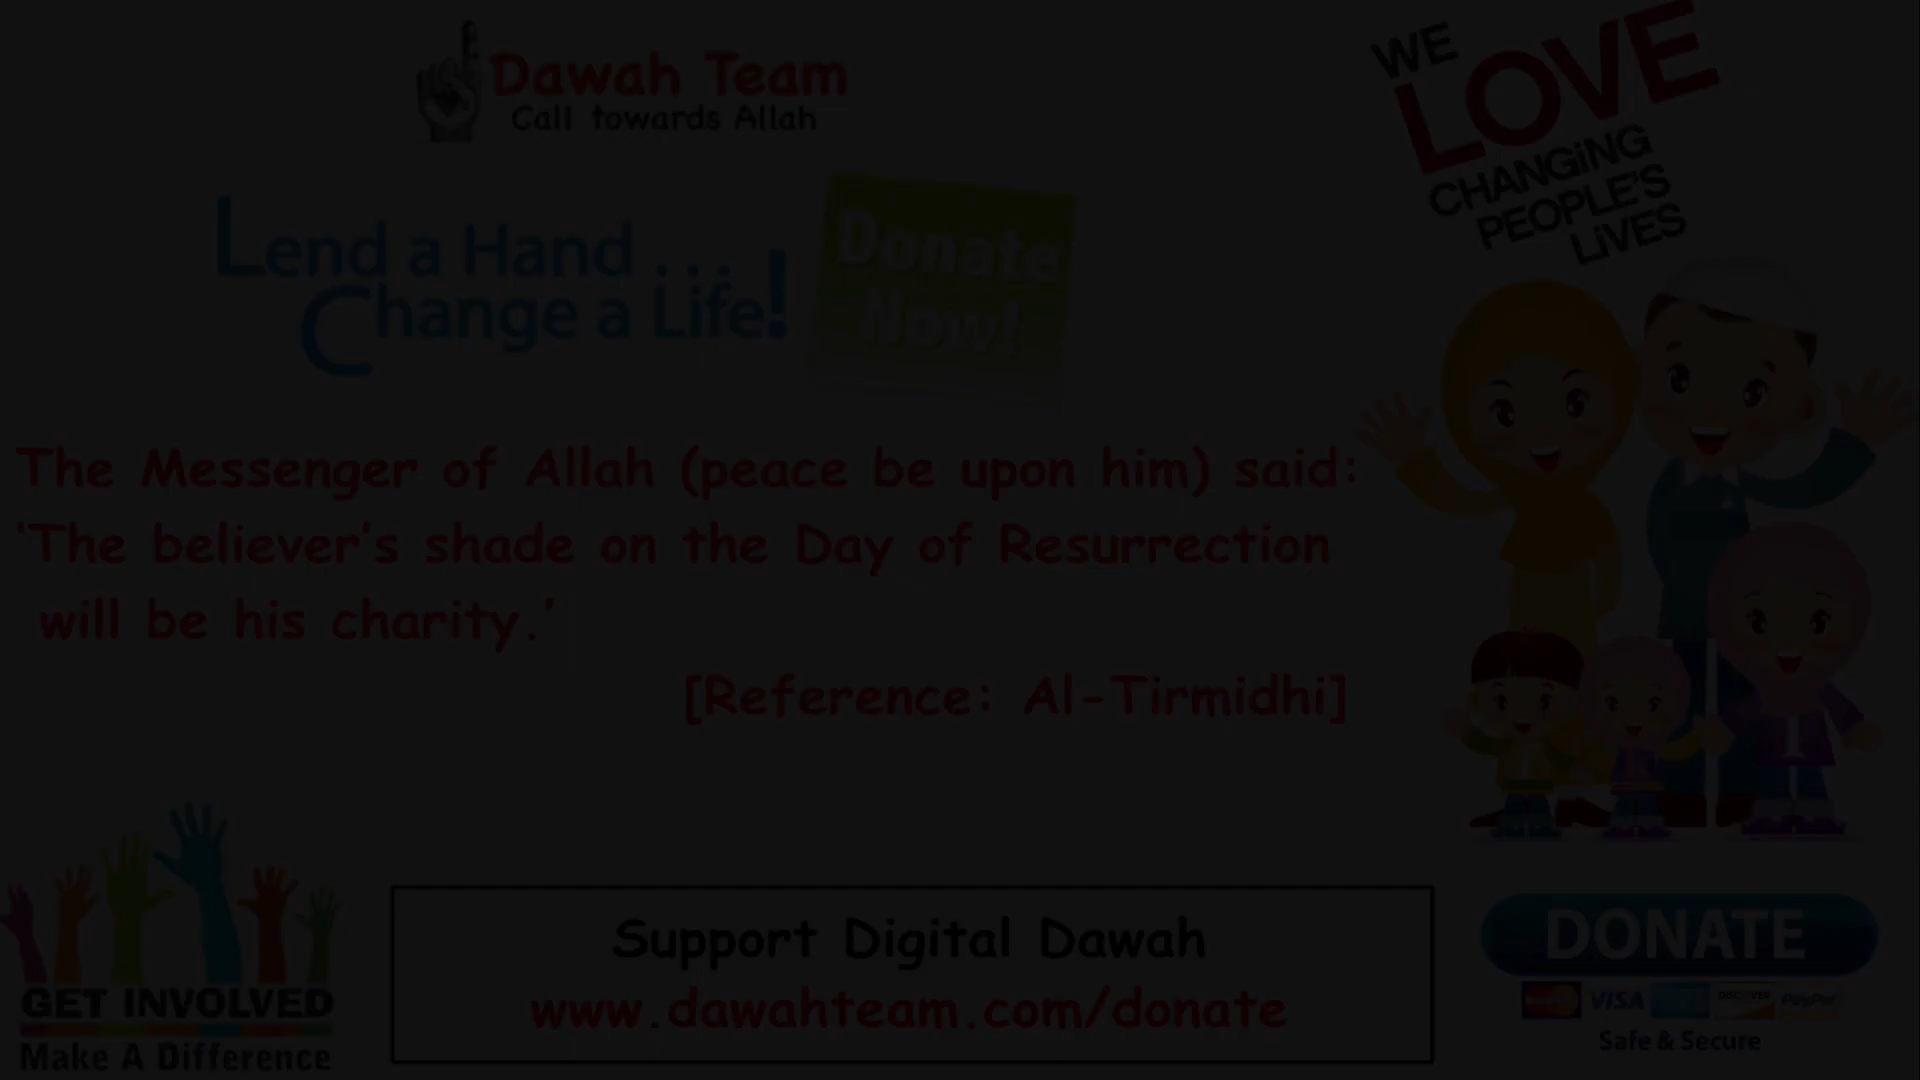 Dawah Team
Call towards Allah
WE
LOVE
CHANGiNG
PEOPLE'S
LiVES
Lend a Hand ...
Change a Life!
Donate
Now!
The Messenger of Allah (peace be upon him) said:
'The believer's shade on the Day of Resurrection
will be his charity.'
[Reference: Al-Tirmidhi]
GET INVOLVED
Make A Difference
Support Digital Dawah
www.dawahteam.com/donate
DONATE
VISA
DISCOVER
PayPal
Safe & Secure